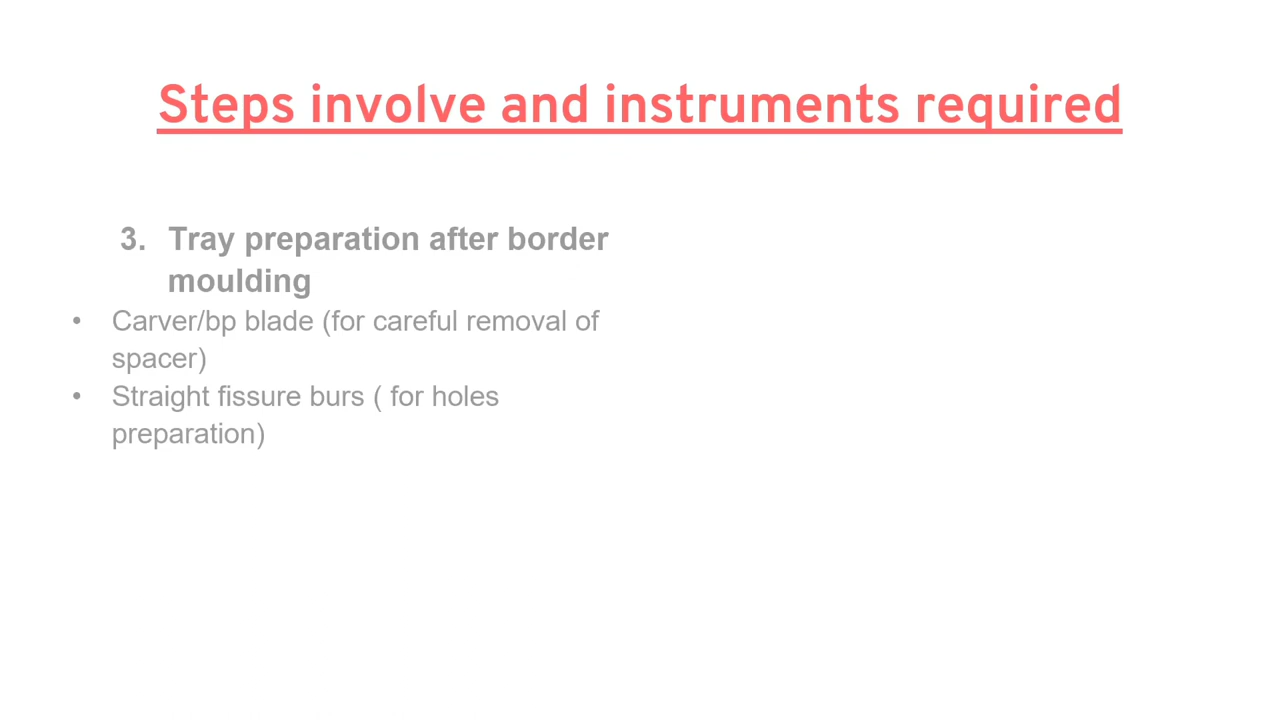 Steps involve and instruments required
3. Tray preparation after border
moulding
• Carver/bp blade (for careful removal of
spacer)
• Straight fissure burs ( for holes
preparation)